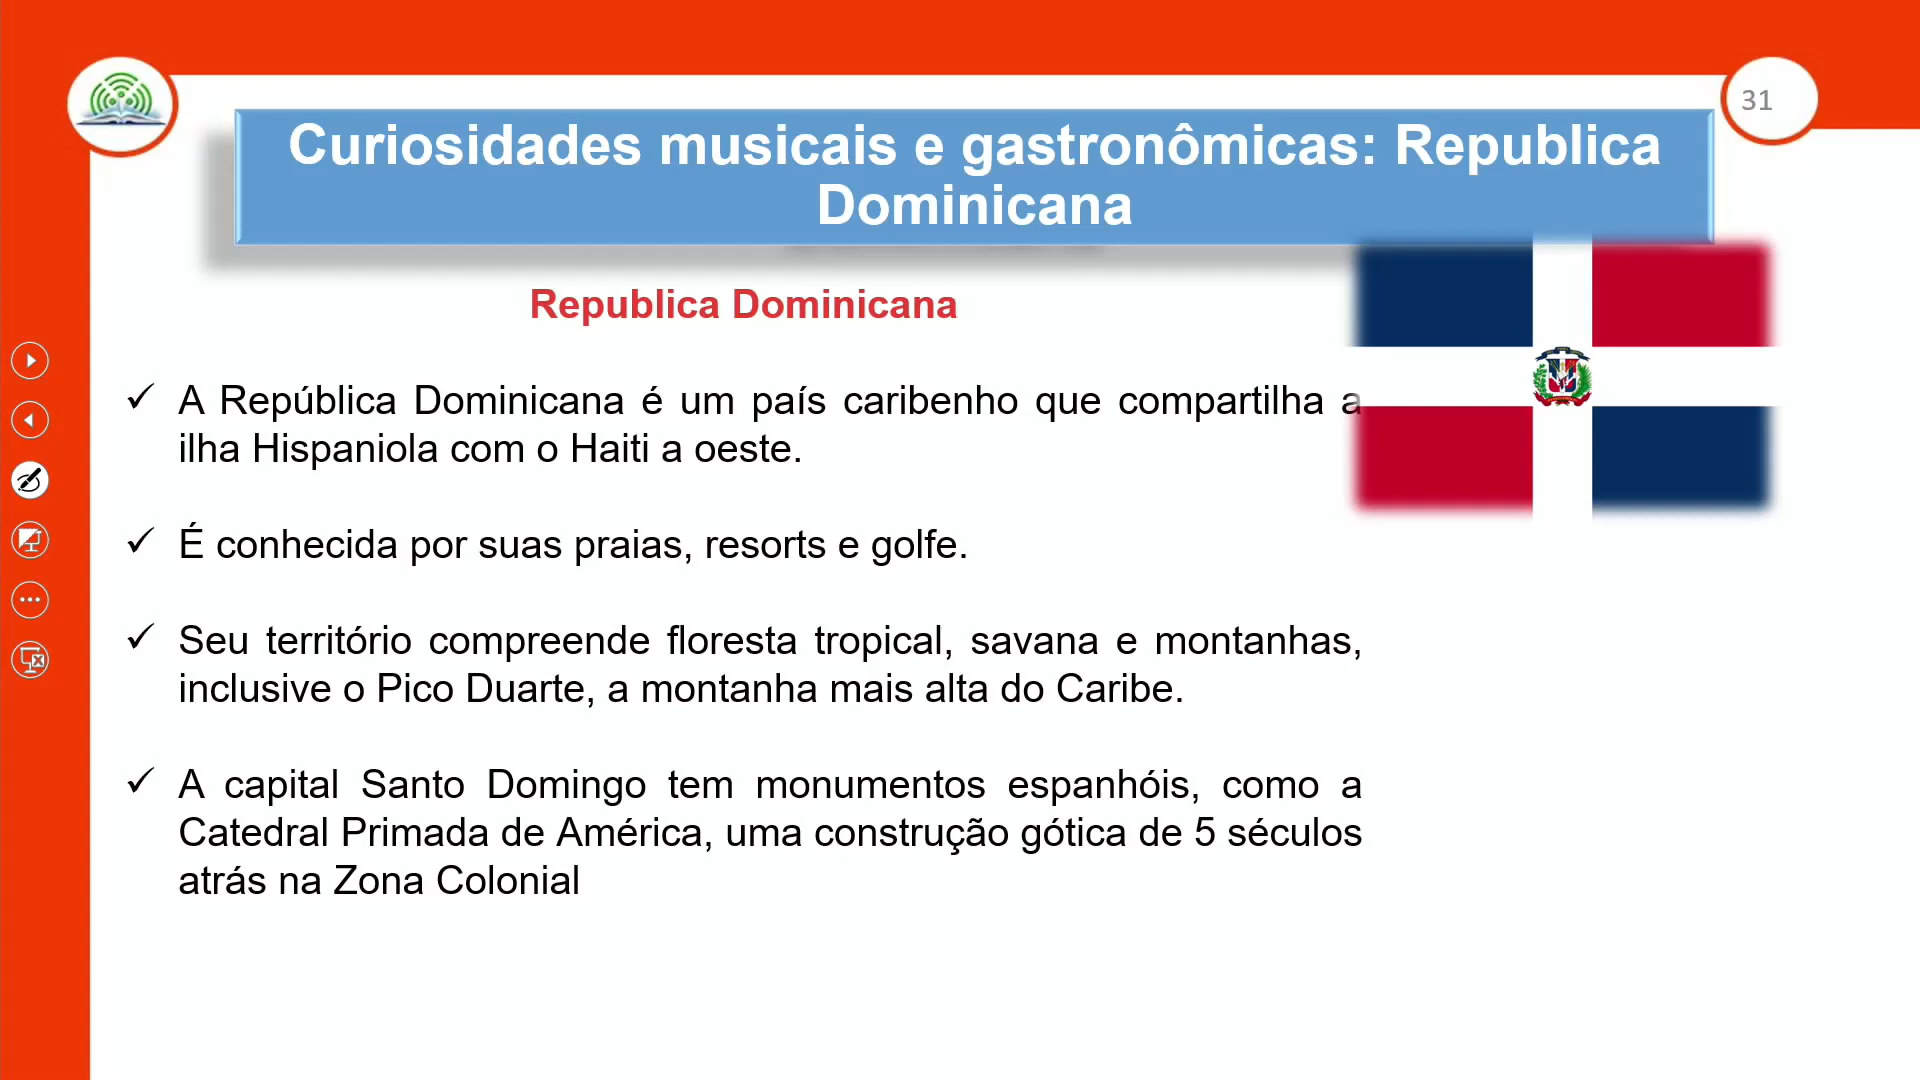 31
Curiosidades musicais e gastronômicas: Republica
Dominicana
Republica Dominicana
A República Dominicana é um país caribenho que compartilha a
ilha Hispaniola com o Haiti a oeste.
É conhecida por suas praias, resorts e golfe.
Seu território compreende floresta tropical, savana e montanhas,
inclusive o Pico Duarte, a montanha mais alta do Caribe.
A capital Santo Domingo tem monumentos espanhóis, como a
Catedral Primada de América, uma construção gótica de 5 séculos
atrás na Zona Colonial